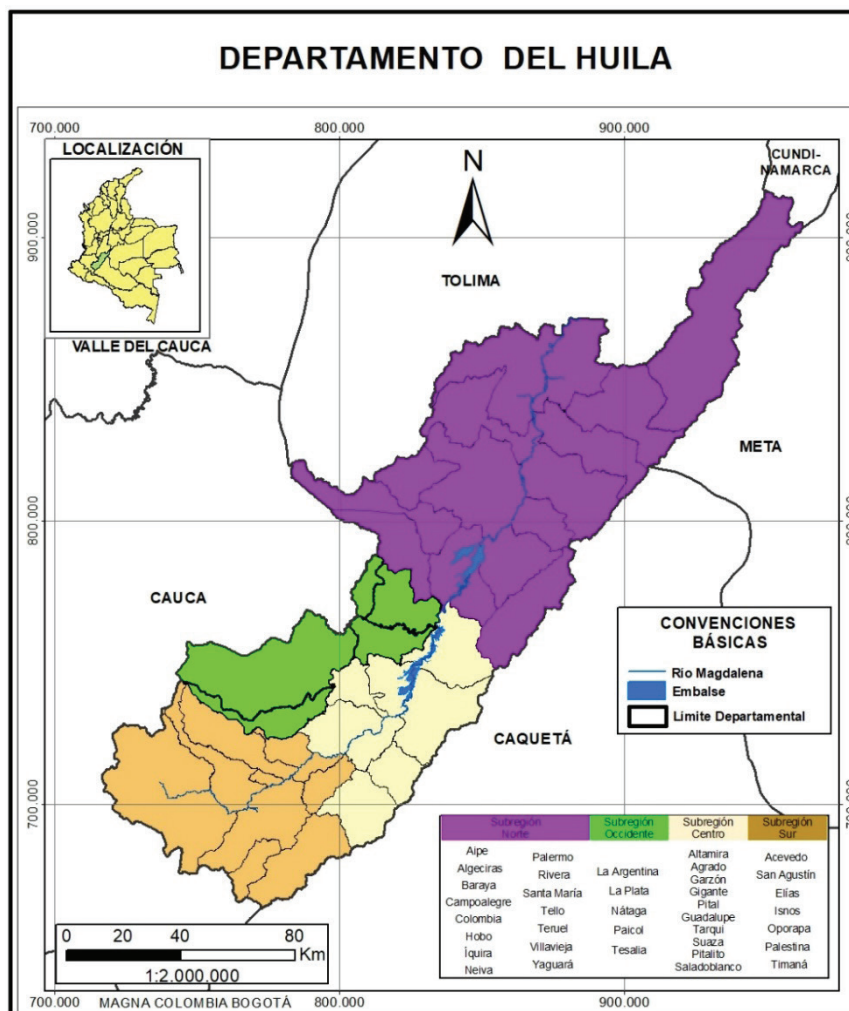 DEPARTAMENTO DEL HUILA
700.000 800.000 900.000
LOCALIZACIÓN
N
CUNDI-
NAMARCA
900.000
TOLIMA
VALLE DEL CAUCA
META
800.000
CAUCA
CONVENCIONES
BÁSICAS
Río Magdalena
Embalse
Límite Departamental
CAQUETÁ
700.000 700.000
Subregión
Norte
Subregión
Occidente
Subregión
Centro
Subregión
Sur
Aipe
Algeciras
Baraya
Campoalegre
Colombia
Hobo
Íquira
Neiva
Palermo
Rivera
Santa María
Tello
Teruel
Villavieja
Yaguará
La Argentina
La Plata
Nátaga
Paicol
Tesalia
Altamira
Agrado
Garzón
Gigante
Pital
Guadalupe
Tarqui
Suaza
Pitalito
Saladoblanco
Acevedo
San Agustín
Elías
Isnos
Oporapa
Palestina
Timaná
0 20 40 80
Km
1:2.000.000
MAGNA COLOMBIA BOGOTÁ
700.000 800.000 900.000